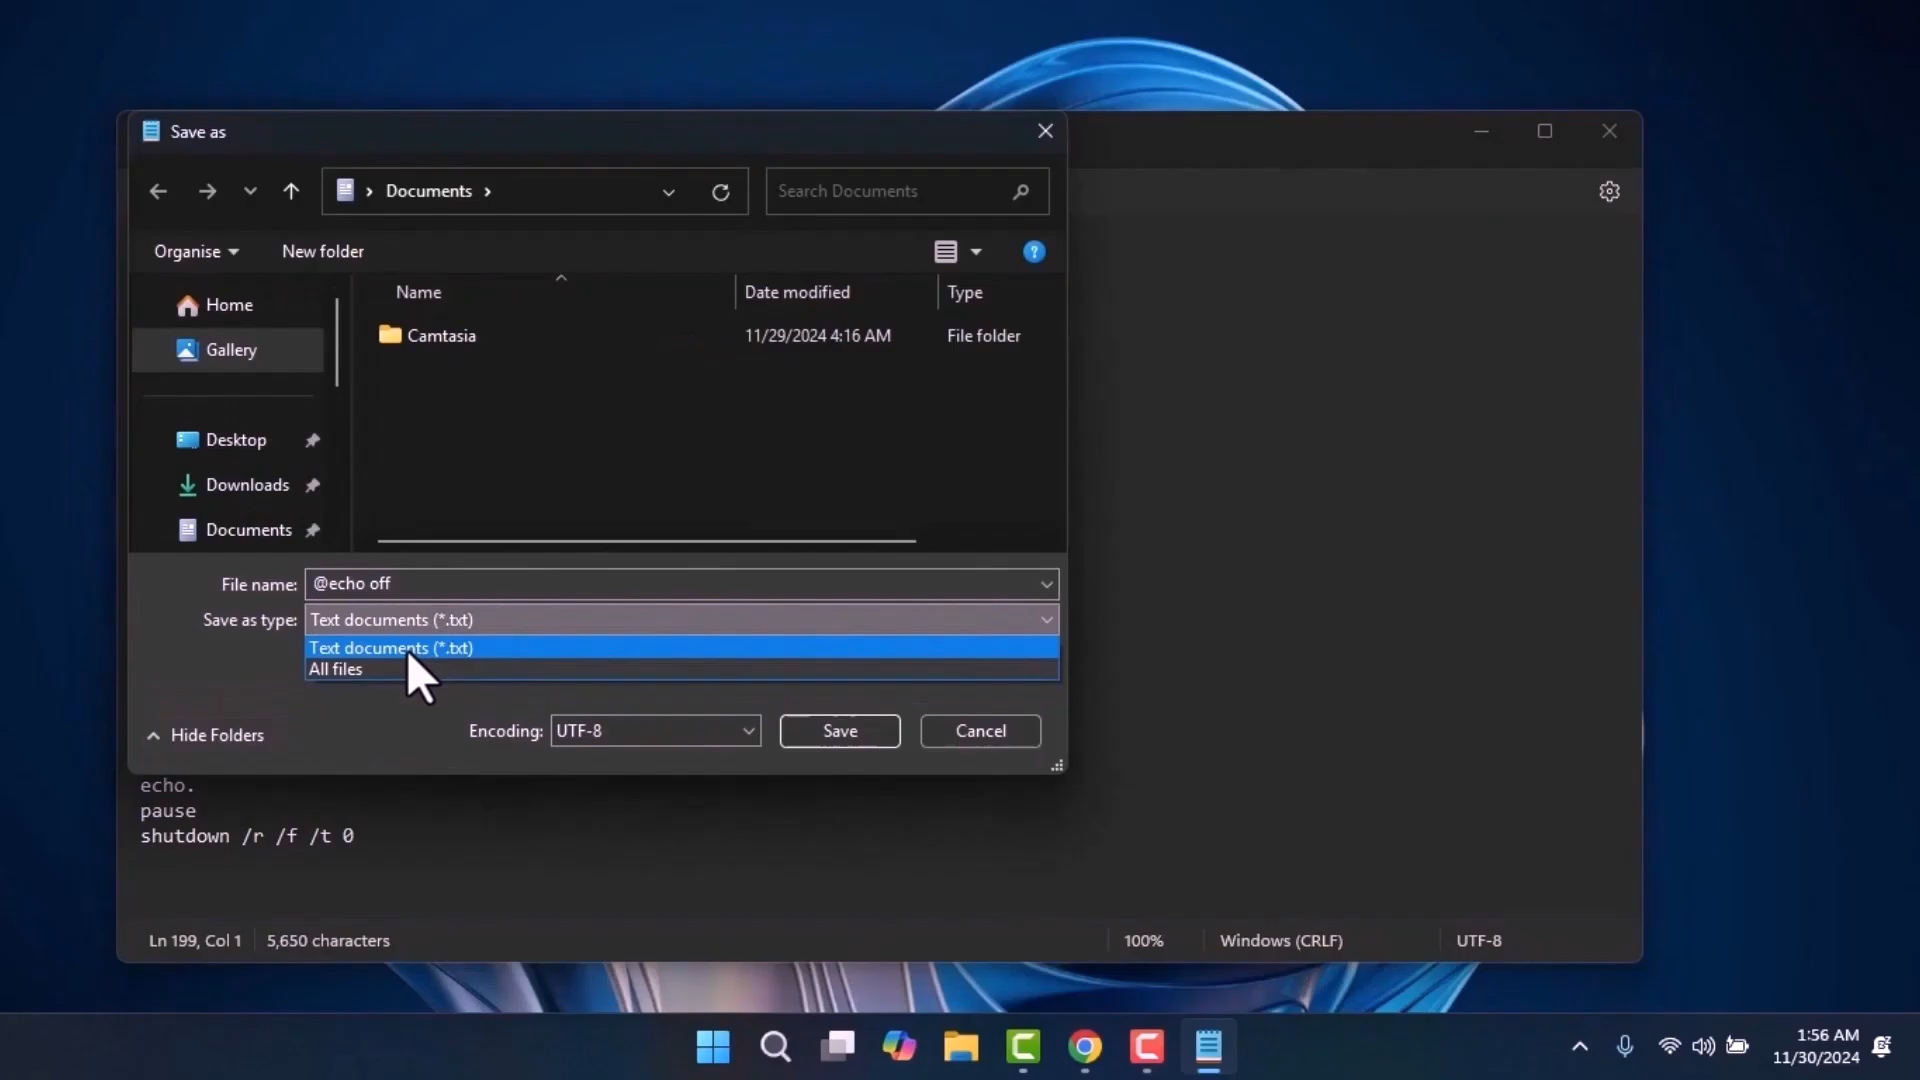 Save as
Documents
Search Documents
Organise
New folder
?
Name
Date modified
Type
Home
Camtasia
11/29/2024 4:16 AM
File folder
Gallery
Desktop
Downloads
Documents
File name:
@echo off
Save as type:
Text documents (*.txt)
Text documents (*.txt)
All files
Hide Folders
Encoding:
UTF-8
Save
Cancel
echo.
pause
shutdown /r /f /t 0
Ln 199, Col 1
5,650 characters
100%
Windows (CRLF)
UTF-8
1:56 AM
11/30/2024